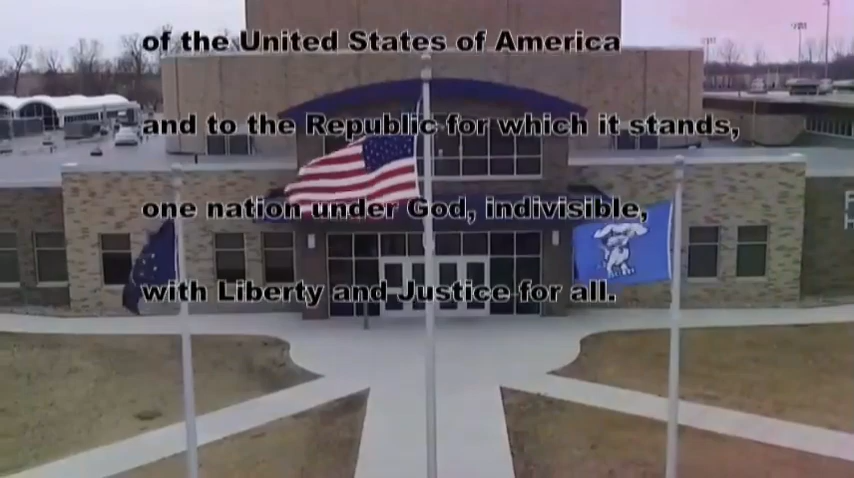 of the United States of America
and to the Republic for which it stands,
one nation under God, indivisible,
with Liberty and Justice for all.